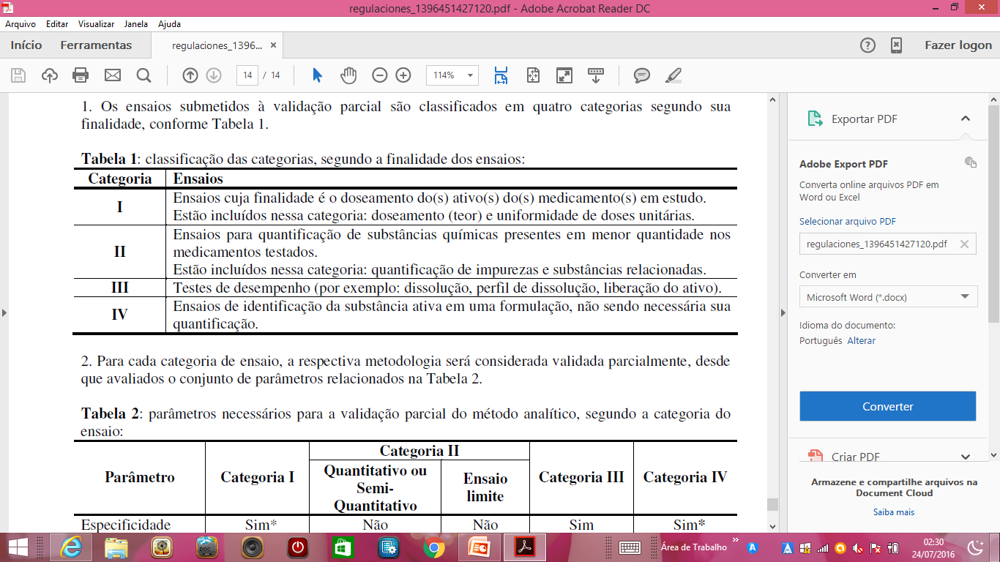 regulaciones_1396451427120.pdf - Adobe Acrobat Reader DC
Arquivo Editar Visualizar Janela Ajuda
Início Ferramentas regulaciones_1396... × Fazer logon
14 / 14 114%
1. Os ensaios submetidos à validação parcial são classificados em quatro categorias segundo sua
finalidade, conforme Tabela 1.
Tabela 1: classificação das categorias, segundo a finalidade dos ensaios:
Categoria Ensaios
I
Ensaios cuja finalidade é o doseamento do(s) ativo(s) do(s) medicamento(s) em estudo.
Estão incluídos nessa categoria: doseamento (teor) e uniformidade de doses unitárias.
II
Ensaios para quantificação de substâncias químicas presentes em menor quantidade nos
medicamentos testados.
Estão incluídos nessa categoria: quantificação de impurezas e substâncias relacionadas.
III Testes de desempenho (por exemplo: dissolução, perfil de dissolução, liberação do ativo).
IV
Ensaios de identificação da substância ativa em uma formulação, não sendo necessária sua
quantificação.
2. Para cada categoria de ensaio, a respectiva metodologia será considerada validada parcialmente, desde
que avaliados o conjunto de parâmetros relacionados na Tabela 2.
Tabela 2: parâmetros necessários para a validação parcial do método analítico, segundo a categoria do
ensaio:
Parâmetro Categoria I Categoria II Categoria III Categoria IV
Quantitativo ou
Semi-
Quantitativo
Ensaio
limite
Especificidade Sim* Não Não Sim Sim*
Exportar PDF
Adobe Export PDF
Converta online arquivos PDF em
Word ou Excel
Selecionar arquivo PDF
regulaciones_1396451427120.pdf ×
Converter em
Microsoft Word (*.docx)
Idioma do documento:
Português Alterar
Converter
Criar PDF
Armazene e compartilhe arquivos na
Document Cloud
Saiba mais
DOC
Área de Trabalho »
02:30
24/07/2016